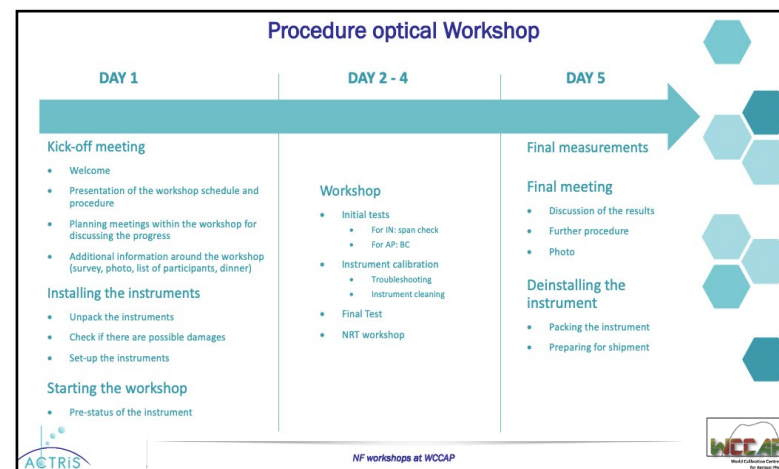 Procedure optical Workshop
DAY 1
Kick-off meeting
• Welcome
• Presentation of the workshop schedule and
procedure
• Planning meetings within the workshop for
discussing the progress
• Additional information around the workshop
(survey, photo, list of participants, dinner)
Installing the instruments
• Unpack the instruments
• Check if there are possible damages
• Set-up the instruments
Starting the workshop
• Pre-status of the instrument
DAY 2 - 4
Workshop
• Initial tests
• For IN: span check
• For AP: BC
• Instrument calibration
• Troubleshooting
• Instrument cleaning
• Final Test
• NRT workshop
DAY 5
Final measurements
Final meeting
• Discussion of the results
• Further procedure
• Photo
Deinstalling the
instrument
• Packing the instrument
• Preparing for shipment
ACTRiS
NF workshops at WCCAP
WCCAP
World Calibration Centre
for Aerosol